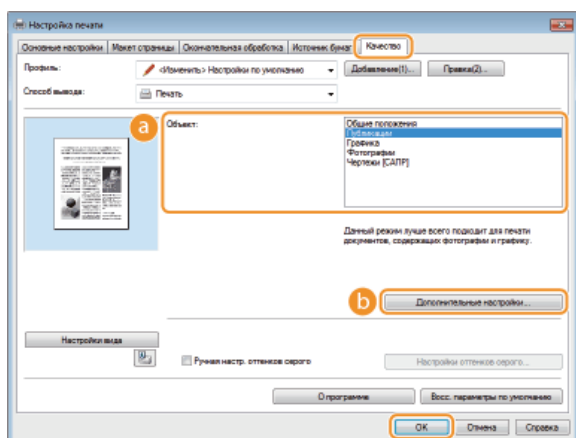 Настройка печати
Основные настройки Макет страницы Окончательная обработка Источник бумаг Качество
Профиль: <Изменить> Настройки по умолчанию Добавление(1)... Правка(2)...
Способ вывода: Печать
a Объект: Общие положения
Публикации
Графика
Фотографии
Чертежи [САПР]
Данный режим лучше всего подходит для печати
документов, содержащих фотографии и графику.
b Дополнительные настройки...
Настройки вида
Ручная настр. оттенков серого Настройки оттенков серого...
О программе Восс. параметры по умолчанию
OK Отмена Справка